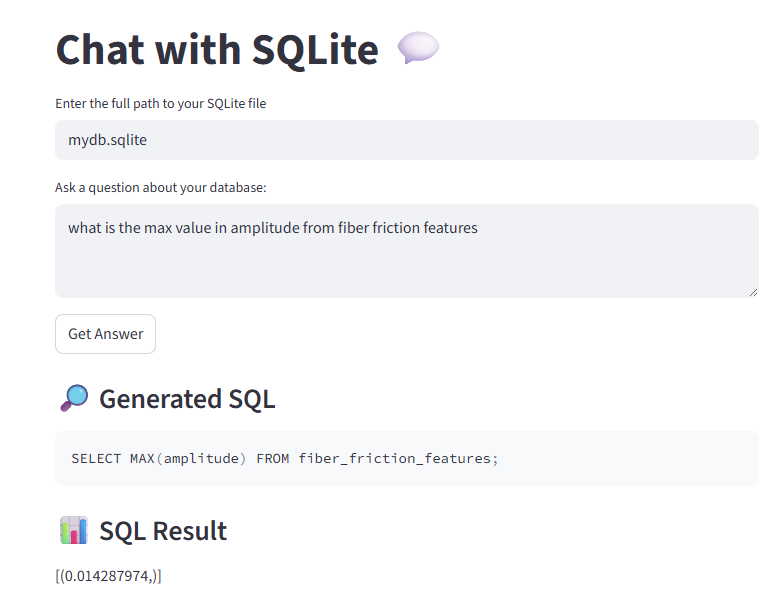 Chat with SQLite
Enter the full path to your SQLite file
mydb.sqlite
Ask a question about your database:
what is the max value in amplitude from fiber friction features
Get Answer
Generated SQL
SELECT MAX(amplitude) FROM fiber_friction_features;
SQL Result
[(0.014287974,)]